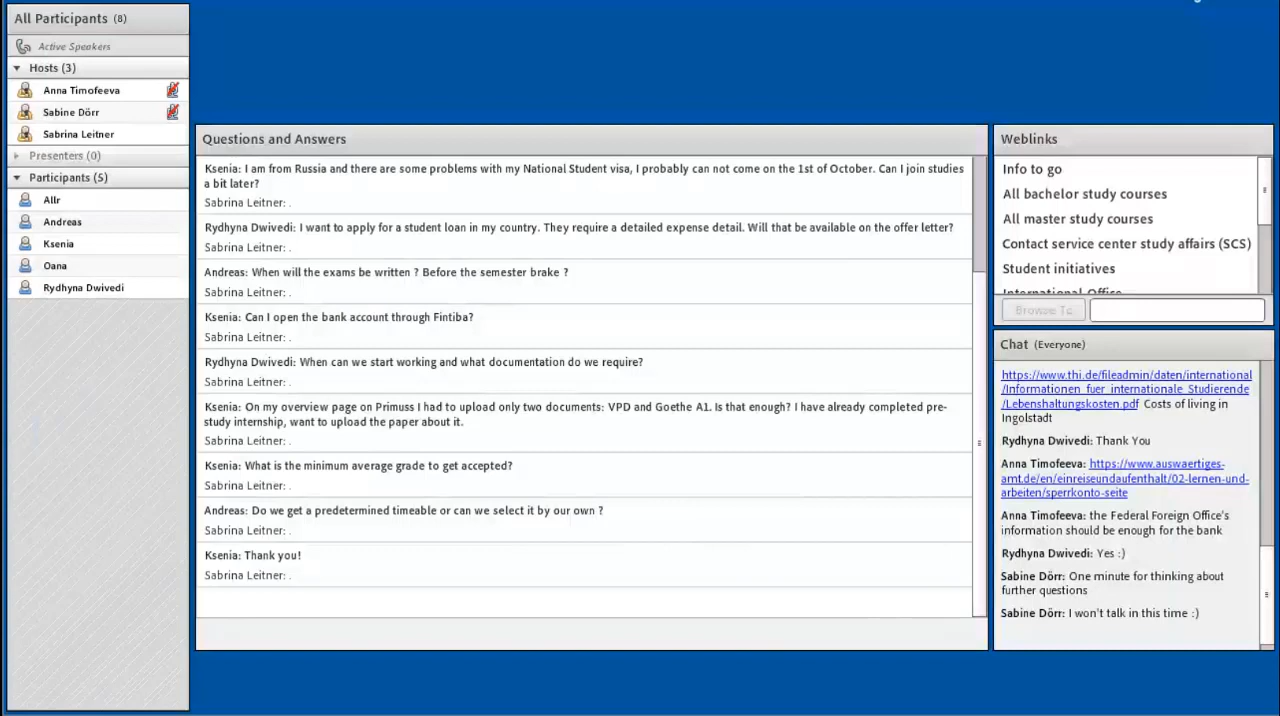 All Participants (8)
Active Speakers
Hosts (3)
Anna Timofeeva
Sabine Dörr
Sabrina Leitner
Presenters (0)
Participants (5)
Allr
Andreas
Ksenia
Oana
Rydhyna Dwivedi
Questions and Answers
Ksenia: I am from Russia and there are some problems with my National Student visa, I probably can not come on the 1st of October. Can I join studies
a bit later?
Sabrina Leitner: .
Rydhyna Dwivedi: I want to apply for a student loan in my country. They require a detailed expense detail. Will that be available on the offer letter?
Sabrina Leitner: .
Andreas: When will the exams be written ? Before the semester brake ?
Sabrina Leitner: .
Ksenia: Can I open the bank account through Fintiba?
Sabrina Leitner: .
Rydhyna Dwivedi: When can we start working and what documentation do we require?
Sabrina Leitner: .
Ksenia: On my overview page on Primuss I had to upload only two documents: VPD and Goethe A1. Is that enough? I have already completed pre-
study internship, want to upload the paper about it.
Sabrina Leitner: .
Ksenia: What is the minimum average grade to get accepted?
Sabrina Leitner: .
Andreas: Do we get a predetermined timeable or can we select it by our own ?
Sabrina Leitner: .
Ksenia: Thank you!
Sabrina Leitner: .
Weblinks
Info to go
All bachelor study courses
All master study courses
Contact service center study affairs (SCS)
Student initiatives
International Office
Browse To
Chat (Everyone)
https://www.thi.de/fileadmin/daten/international
/Informationen_fuer_internationale_Studierende
/Lebenshaltungskosten.pdf Costs of living in
Ingolstadt
Rydhyna Dwivedi: Thank You
Anna Timofeeva: https://www.auswaertiges-
amt.de/en/einreiseundaufenthalt/02-lernen-und-
arbeiten/sperrkonto-seite
Anna Timofeeva: the Federal Foreign Office's
information should be enough for the bank
Rydhyna Dwivedi: Yes :)
Sabine Dörr: One minute for thinking about
further questions
Sabine Dörr: I won't talk in this time :)